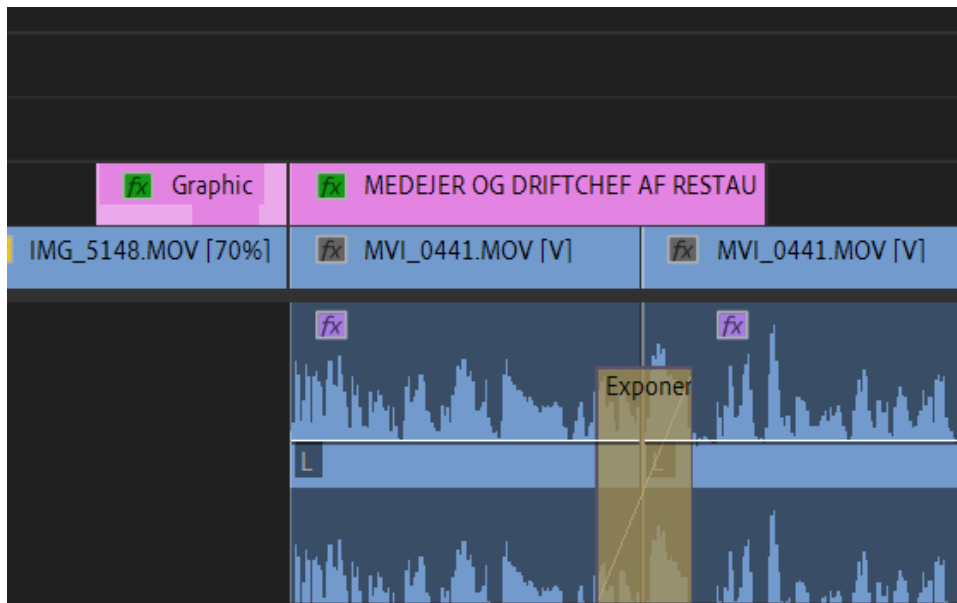 fx Graphic fx MEDEJER OG DRIFTCHEF AF RESTAU
IMG_5148.MOV [70%] fx MVI_0441.MOV [V] fx MVI_0441.MOV [V]
fx fx
Exponer
L L